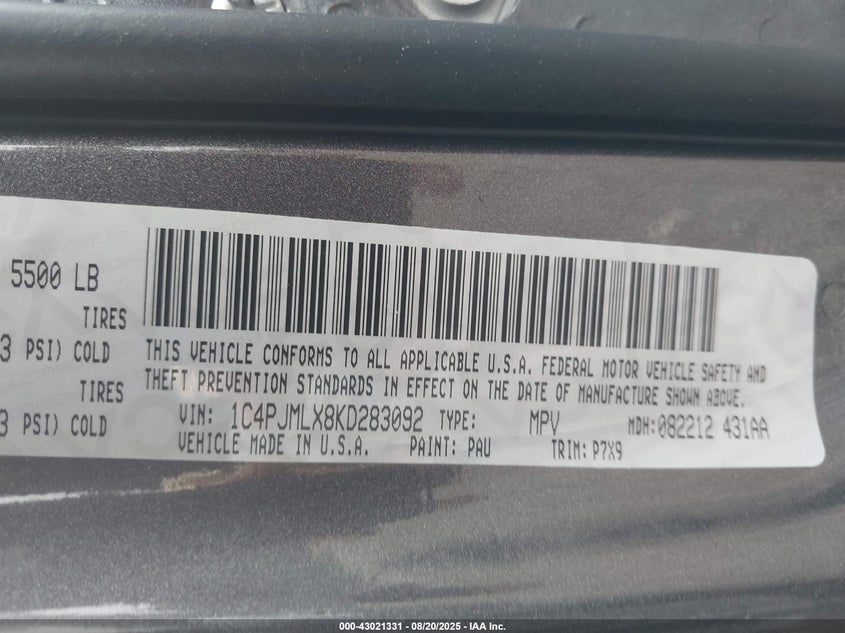 5500 LB
TIRES
3 PSI) COLD
TIRES
3 PSI) COLD
THIS VEHICLE CONFORMS TO ALL APPLICABLE U.S.A. FEDERAL MOTOR VEHICLE SAFETY AND
THEFT PREVENTION STANDARDS IN EFFECT ON THE DATE OF MANUFACTURE SHOWN ABOVE.
VIN: 1C4PJMLX8KD283092 TYPE: MPV MDH:082212 431AA
VEHICLE MADE IN U.S.A. PAINT: PAU TRIM: P7X9
000-43021331 - 08/20/2025 - IAA Inc.